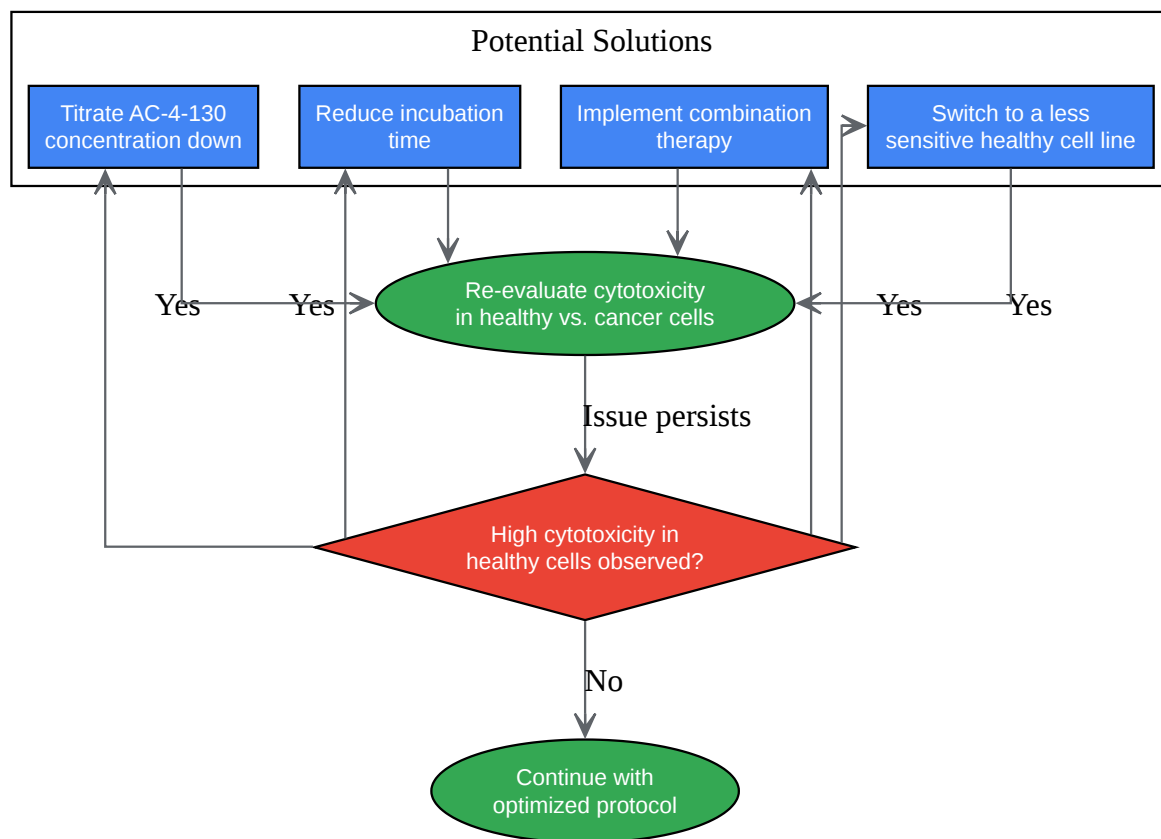 Potential Solutions
Titrate AC-4-130
concentration down
Reduce incubation
time
Implement combination
therapy
Switch to a less
sensitive healthy cell line
Yes
Yes
Re-evaluate cytotoxicity
in healthy vs. cancer cells
Yes
Yes
Issue persists
High cytotoxicity in
healthy cells observed?
No
Continue with
optimized protocol